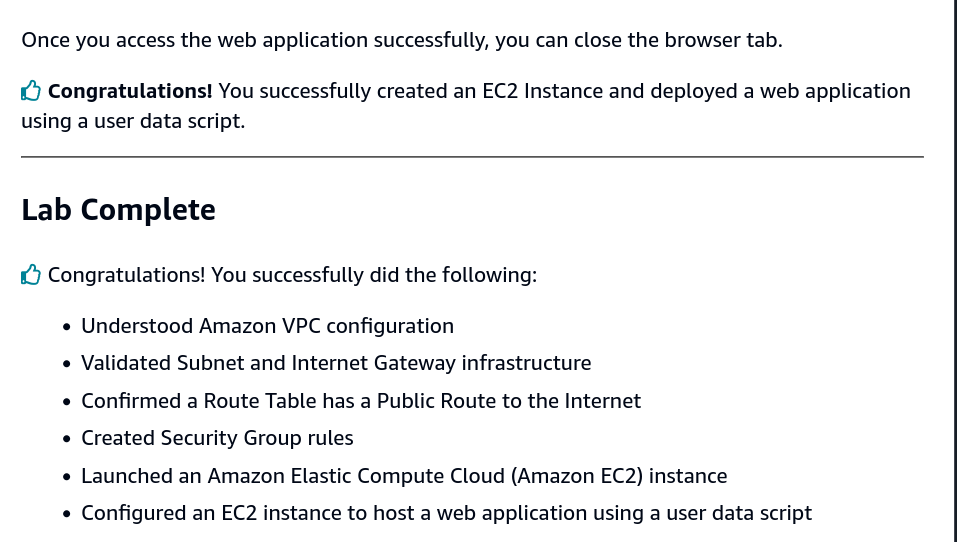 Once you access the web application successfully, you can close the browser tab.
Congratulations! You successfully created an EC2 Instance and deployed a web application
using a user data script.
Lab Complete
Congratulations! You successfully did the following:
• Understood Amazon VPC configuration
• Validated Subnet and Internet Gateway infrastructure
• Confirmed a Route Table has a Public Route to the Internet
• Created Security Group rules
• Launched an Amazon Elastic Compute Cloud (Amazon EC2) instance
• Configured an EC2 instance to host a web application using a user data script